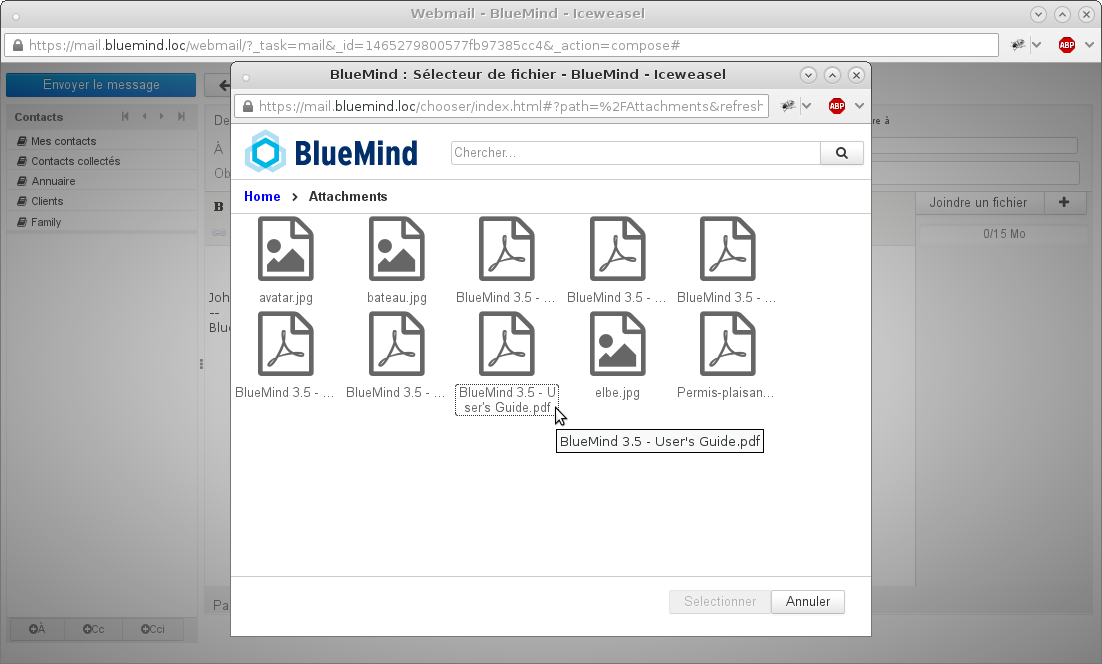 Webmail - BlueMind - Iceweasel
https://mail.bluemind.loc/webmail/?_task=mail&_id=1465279800577fb97385cc4&_action=compose#
ABP
Envoyer le message
Contacts
Mes contacts
Contacts collectés
Annuaire
Clients
Family
À
Cc
Cci
De
re à
À
Ob
B
Joindre un fichier
0/15 Mo
Joh
--
Blue
Pa
BlueMind : Sélecteur de fichier - BlueMind - Iceweasel
https://mail.bluemind.loc/chooser/index.html#?path=%2FAttachments&refresh
ABP
BlueMind
Chercher...
Home > Attachments
avatar.jpg
bateau.jpg
BlueMind 3.5 - ...
BlueMind 3.5 - ...
BlueMind 3.5 - ...
BlueMind 3.5 - ...
BlueMind 3.5 - ...
BlueMind 3.5 - U
ser's Guide.pdf
elbe.jpg
Permis-plaisan...
BlueMind 3.5 - User's Guide.pdf
Selectionner
Annuler